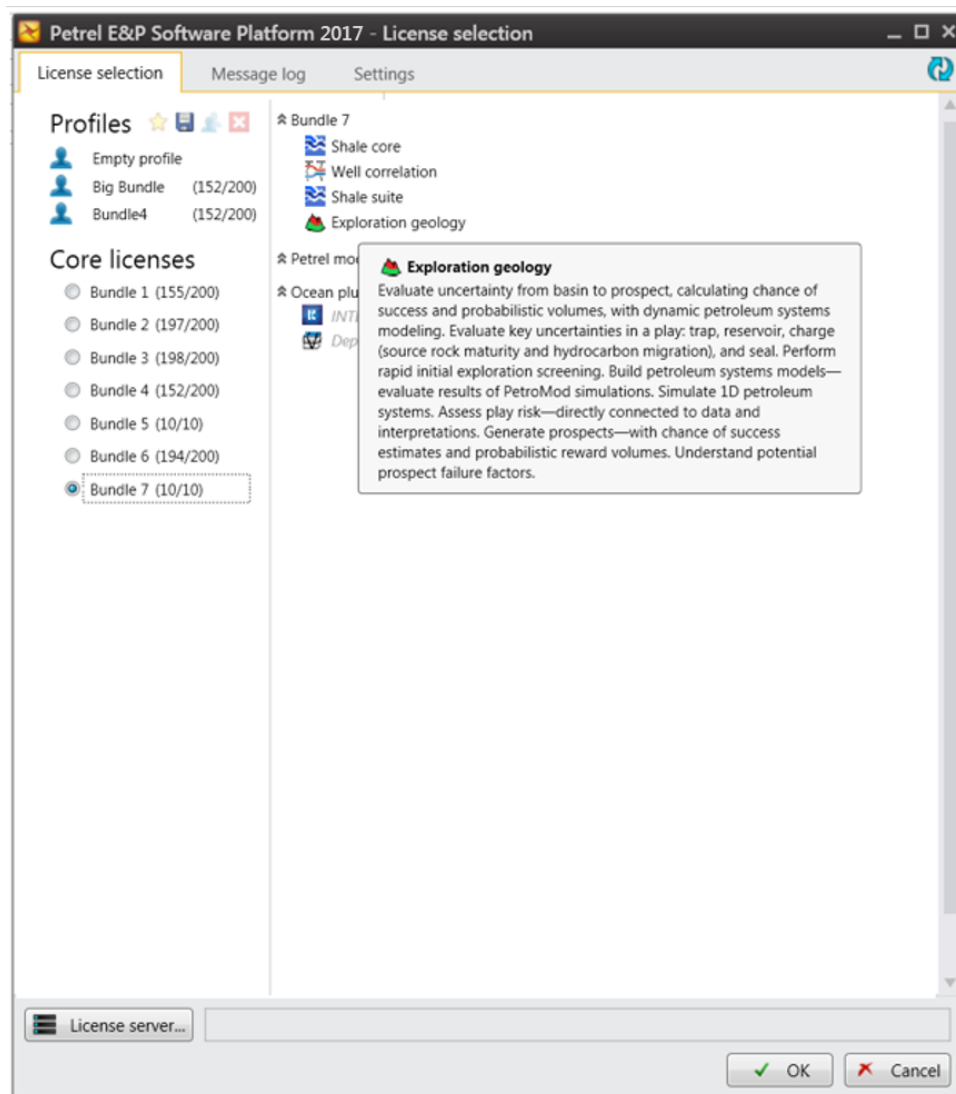 Petrel E&P Software Platform 2017 - License selection
License selection
Message log
Settings
Profiles
Empty profile
Big Bundle (152/200)
Bundle4 (152/200)
Core licenses
Bundle 1 (155/200)
Bundle 2 (197/200)
Bundle 3 (198/200)
Bundle 4 (152/200)
Bundle 5 (10/10)
Bundle 6 (194/200)
Bundle 7 (10/10)
Bundle 7
Shale core
Well correlation
Shale suite
Exploration geology
Petrel mo
Ocean plu
INT
Dep
Exploration geology
Evaluate uncertainty from basin to prospect, calculating chance of
success and probabilistic volumes, with dynamic petroleum systems
modeling. Evaluate key uncertainties in a play: trap, reservoir, charge
(source rock maturity and hydrocarbon migration), and seal. Perform
rapid initial exploration screening. Build petroleum systems models—
evaluate results of PetroMod simulations. Simulate 1D petroleum
systems. Assess play risk—directly connected to data and
interpretations. Generate prospects—with chance of success
estimates and probabilistic reward volumes. Understand potential
prospect failure factors.
License server...
OK
Cancel